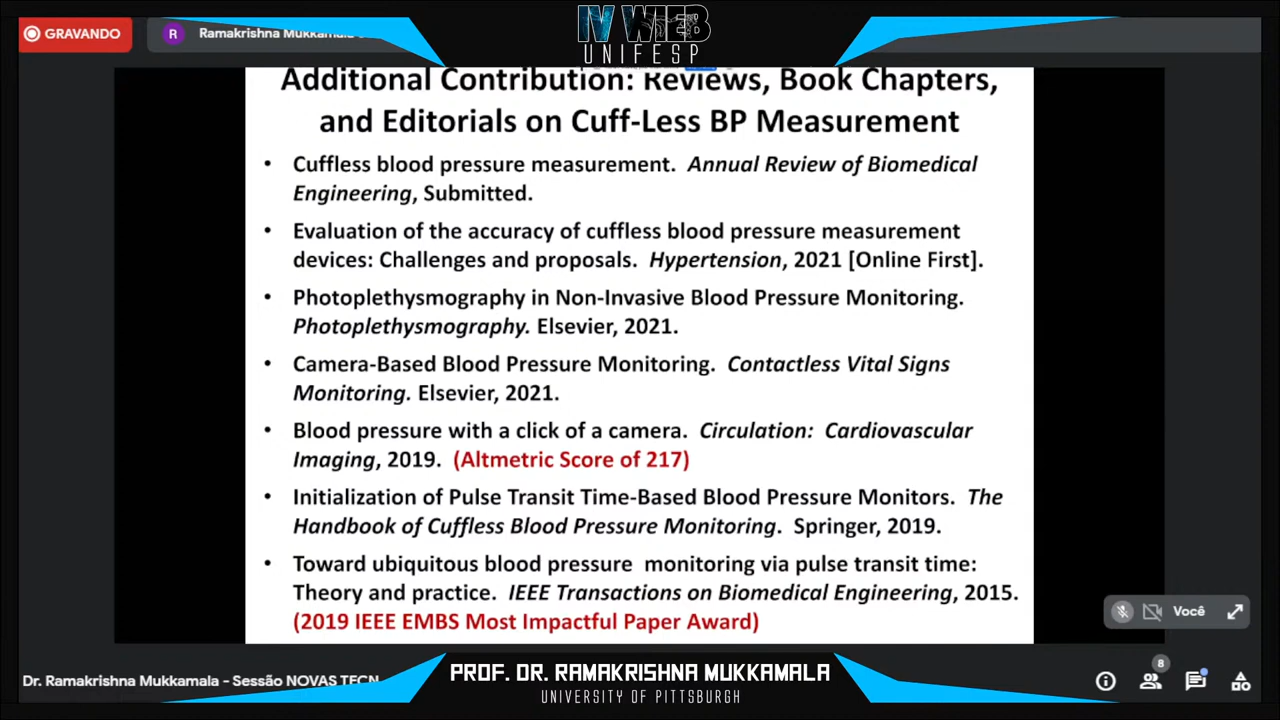 GRAVANDO
R Ramakrishna Mukkamala
IV WEB
UNIFESP
Additional Contribution: Reviews, Book Chapters,
and Editorials on Cuff-Less BP Measurement
• Cuffless blood pressure measurement. Annual Review of Biomedical
Engineering, Submitted.
• Evaluation of the accuracy of cuffless blood pressure measurement
devices: Challenges and proposals. Hypertension, 2021 [Online First].
• Photoplethysmography in Non-Invasive Blood Pressure Monitoring.
Photoplethysmography. Elsevier, 2021.
• Camera-Based Blood Pressure Monitoring. Contactless Vital Signs
Monitoring. Elsevier, 2021.
• Blood pressure with a click of a camera. Circulation: Cardiovascular
Imaging, 2019. (Altmetric Score of 217)
• Initialization of Pulse Transit Time-Based Blood Pressure Monitors. The
Handbook of Cuffless Blood Pressure Monitoring. Springer, 2019.
• Toward ubiquitous blood pressure monitoring via pulse transit time:
Theory and practice. IEEE Transactions on Biomedical Engineering, 2015.
(2019 IEEE EMBS Most Impactful Paper Award)
Você
8
Dr. Ramakrishna Mukkamala - Sessão NOVAS TECN
PROF. DR. RAMAKRISHNA MUKKAMALA
UNIVERSITY OF PITTSBURGH